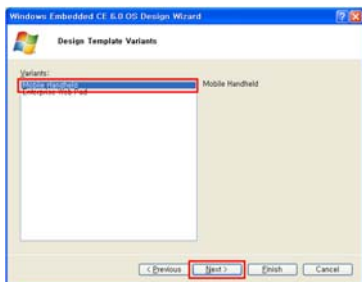 Windows Embedded CE 6.0 OS Design Wizard
Design Template Variants
Variants:
Mobile Handheld
Mobile Handheld
Enterprise Web Pad
< Previous
Next >
Finish
Cancel